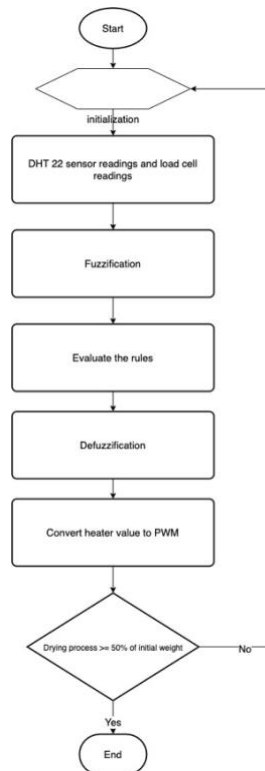 Start
initialization
DHT 22 sensor readings and load cell
readings
Fuzzification
Evaluate the rules
Defuzzification
Convert heater value to PWM
Drying process >= 50% of initial weight
No
Yes
End